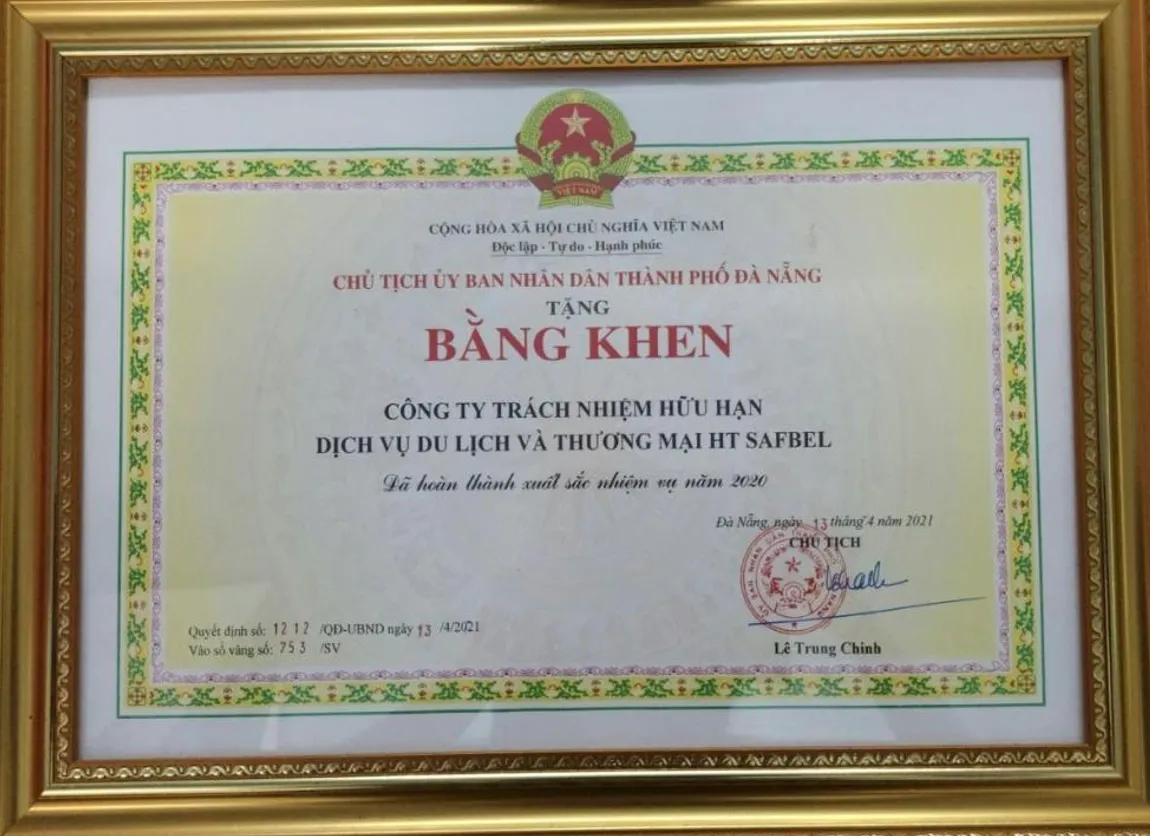 VIỆT NAM
CỘNG HÒA XÃ HỘI CHỦ NGHĨA VIỆT NAM
Độc lập - Tự do - Hạnh phúc
CHỦ TỊCH ỦY BAN NHÂN DÂN THÀNH PHỐ ĐÀ NẴNG
TẶNG
BẰNG KHEN
CÔNG TY TRÁCH NHIỆM HỮU HẠN
DỊCH VỤ DU LỊCH VÀ THƯƠNG MẠI HT SAFBEL
Đã hoàn thành xuất sắc nhiệm vụ năm 2020
Đà Nẵng, ngày 13 tháng 4 năm 2021
CHỦ TỊCH
Quyết định số: 1212 /QĐ-UBND ngày 13 /4/2021
Vào sổ vàng số: 753 /SV
Lê Trung Chinh